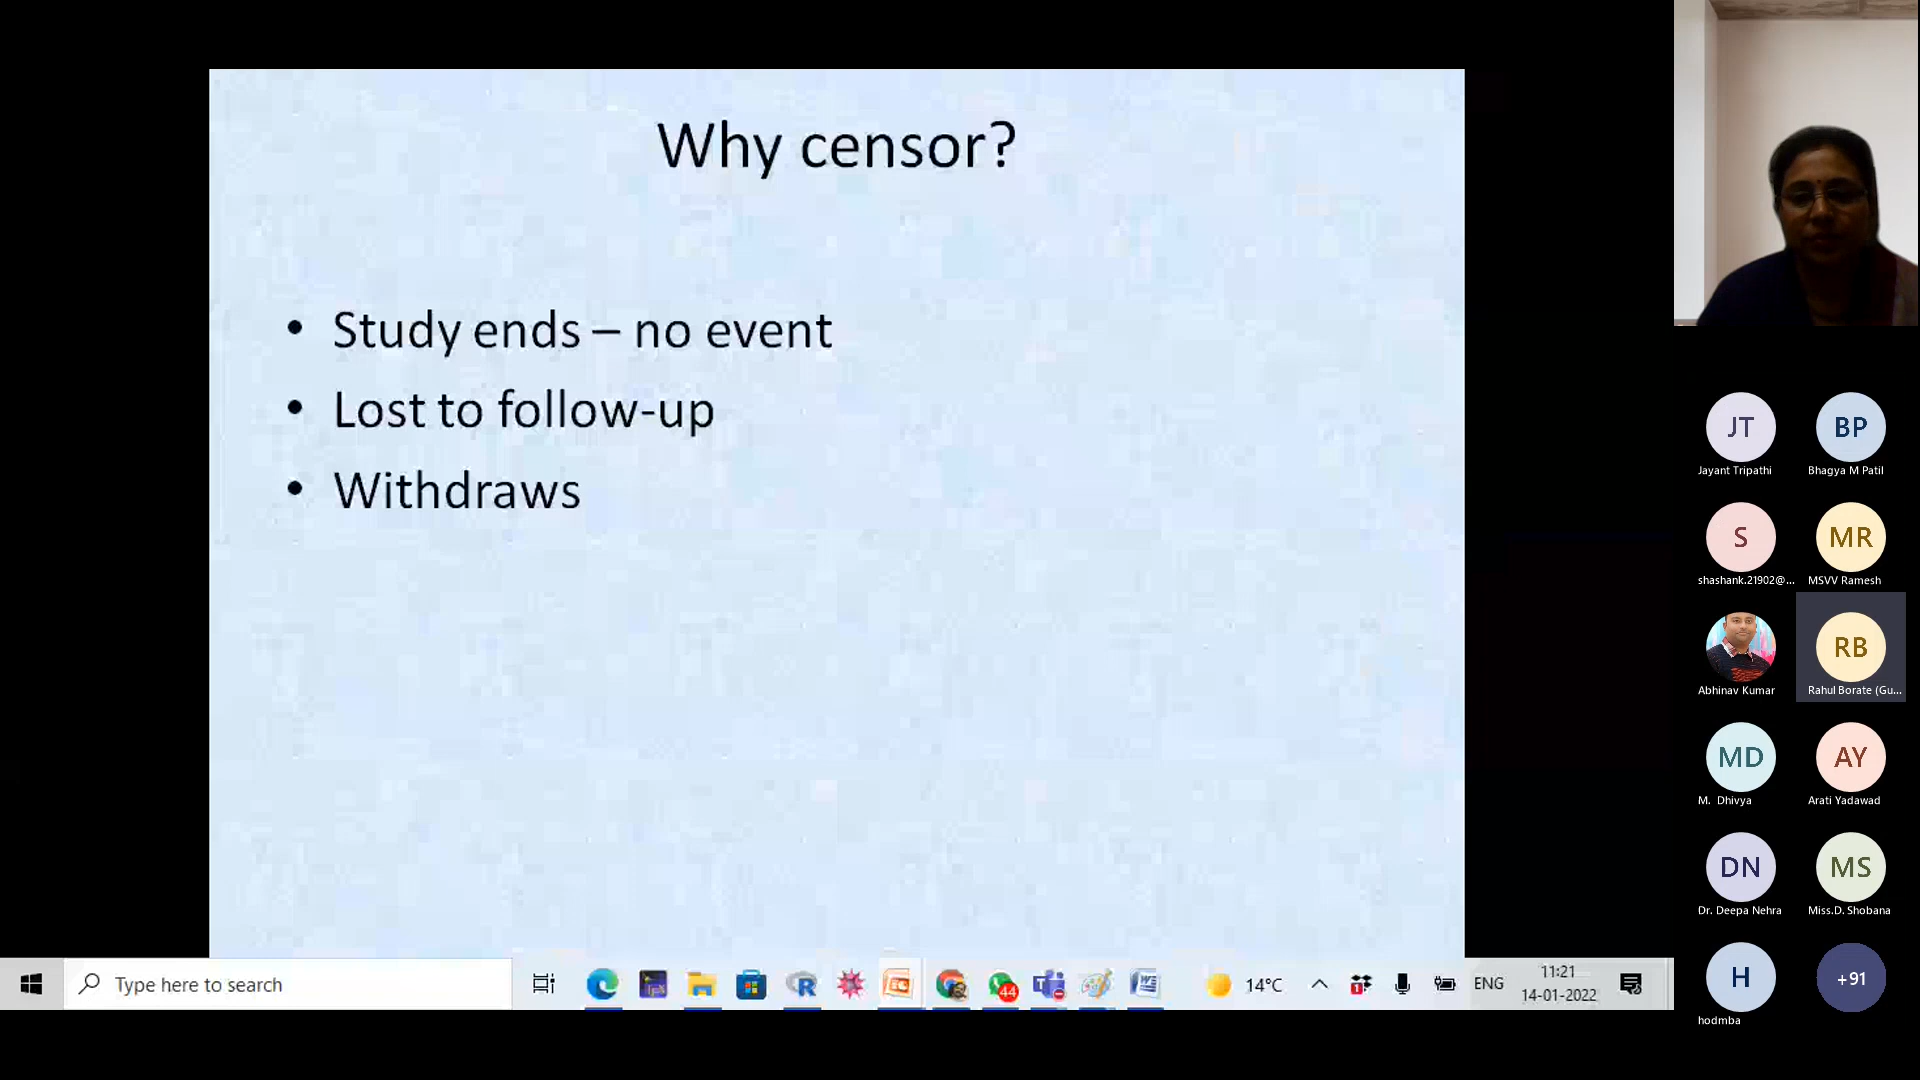 Why censor?
• Study ends – no event
• Lost to follow-up
• Withdraws
JT
BP
Jayant Tripathi
Bhagya M Patil
S
MR
shashank.21902@...
MSVV Ramesh
RB
Abhinav Kumar
Rahul Borate (Gu...
MD
AY
M. Dhivya
Arati Yadawad
DN
MS
Dr. Deepa Nehra
Miss.D. Shobana
H
+91
hodmba
Type here to search
44
14°C
1
ENG
11:21
14-01-2022